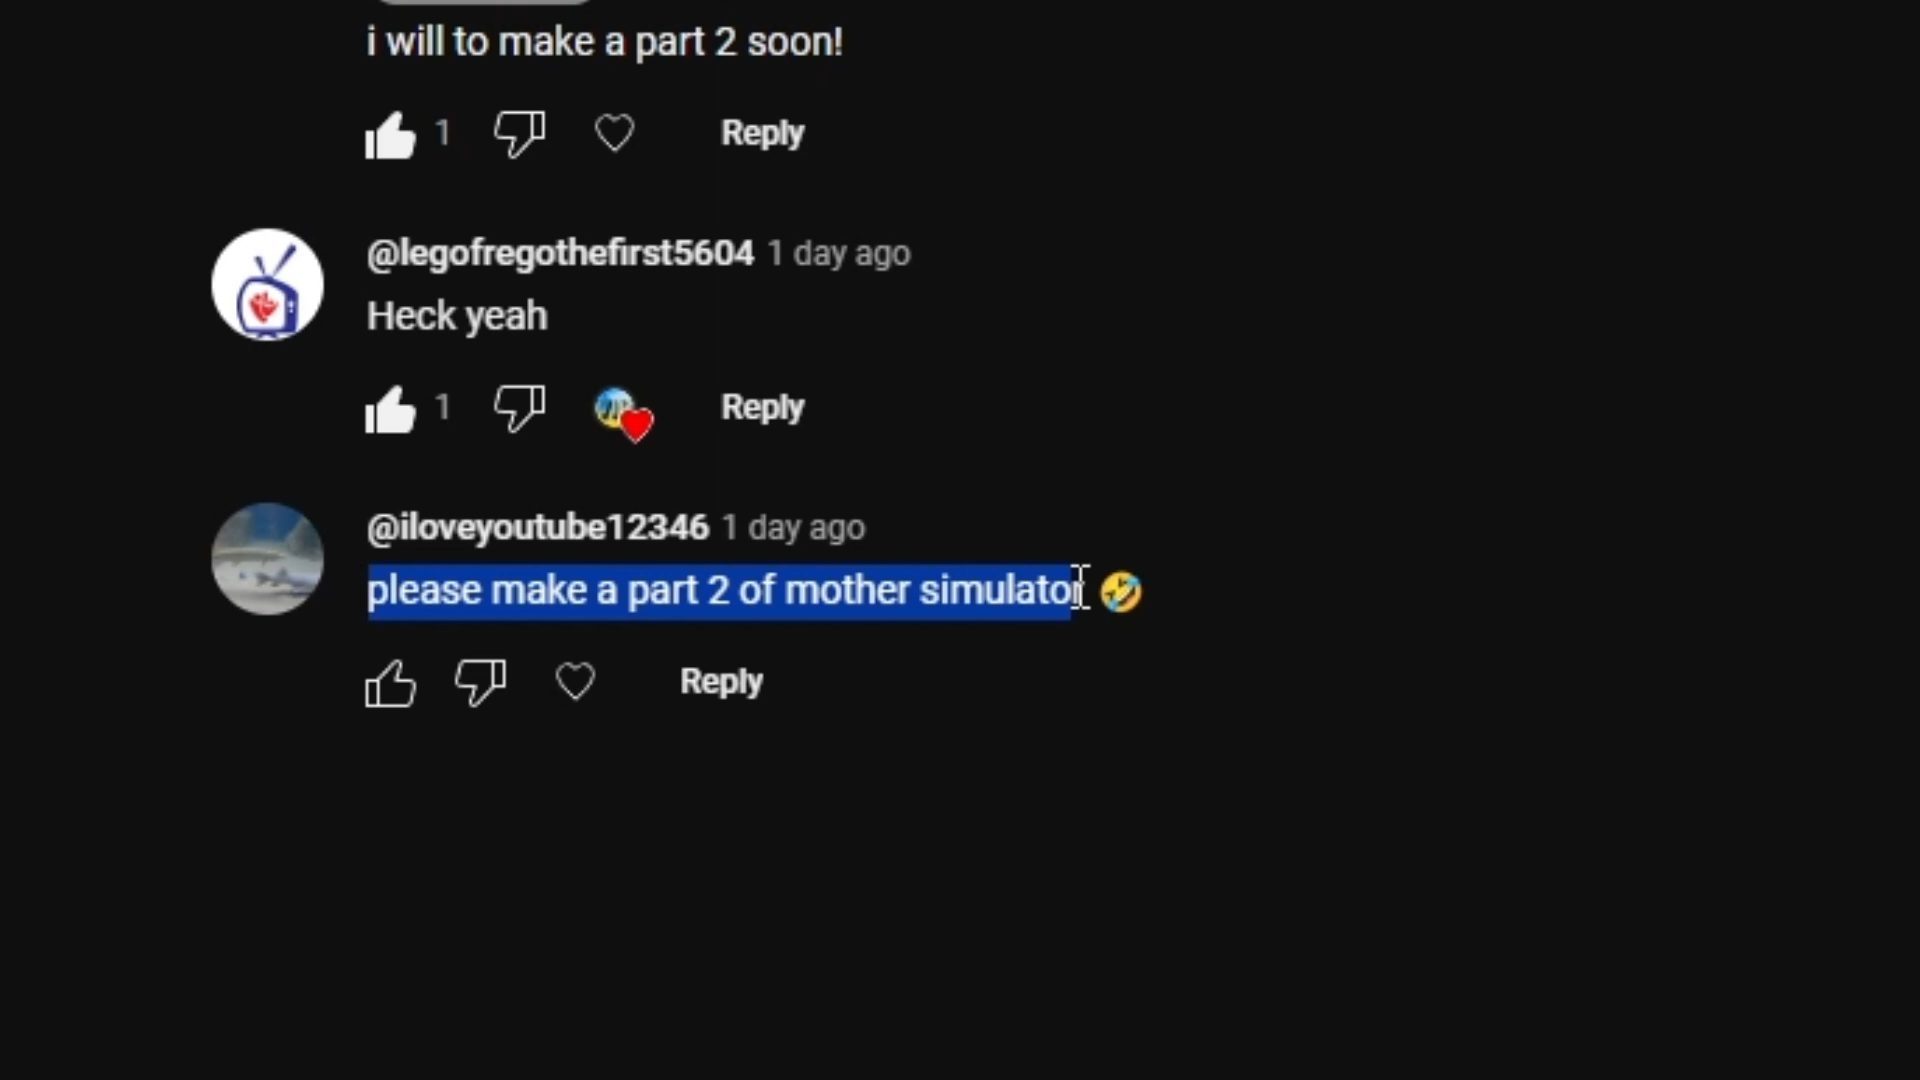 i will to make a part 2 soon!
1 Reply
@legofregothefirst5604 1 day ago
Heck yeah
1 Reply
@iloveyoutube12346 1 day ago
please make a part 2 of mother simulator 🤣
Reply